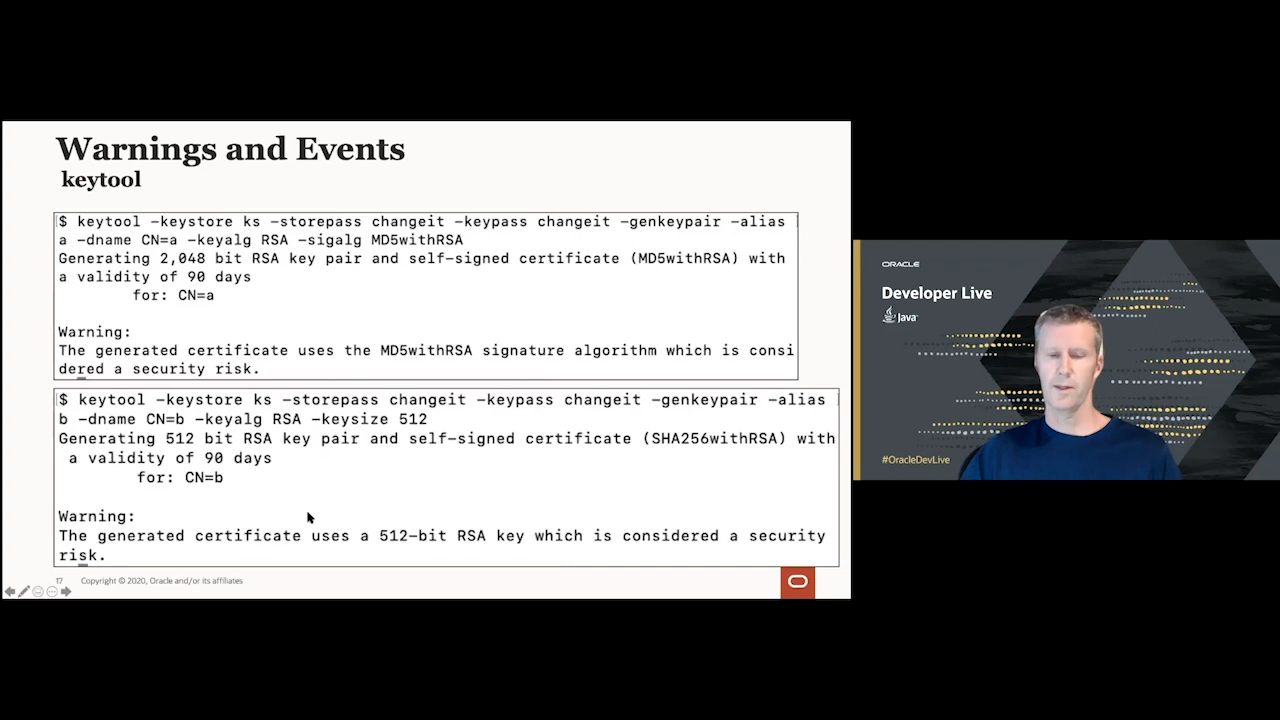 Warnings and Events
keytool
$ keytool -keystore ks -storepass changeit -keypass changeit -genkeypair -alias
a -dname CN=a -keyalg RSA -sigalg MD5withRSA
Generating 2,048 bit RSA key pair and self-signed certificate (MD5withRSA) with
a validity of 90 days
for: CN=a
Warning:
The generated certificate uses the MD5withRSA signature algorithm which is consi
dered a security risk.
$ keytool -keystore ks -storepass changeit -keypass changeit -genkeypair -alias
b -dname CN=b -keyalg RSA -keysize 512
Generating 512 bit RSA key pair and self-signed certificate (SHA256withRSA) with
a validity of 90 days
for: CN=b
Warning:
The generated certificate uses a 512-bit RSA key which is considered a security
risk.
17 Copyright © 2020, Oracle and/or its affiliates
ORACLE
Developer Live
Java
#OracleDevLive